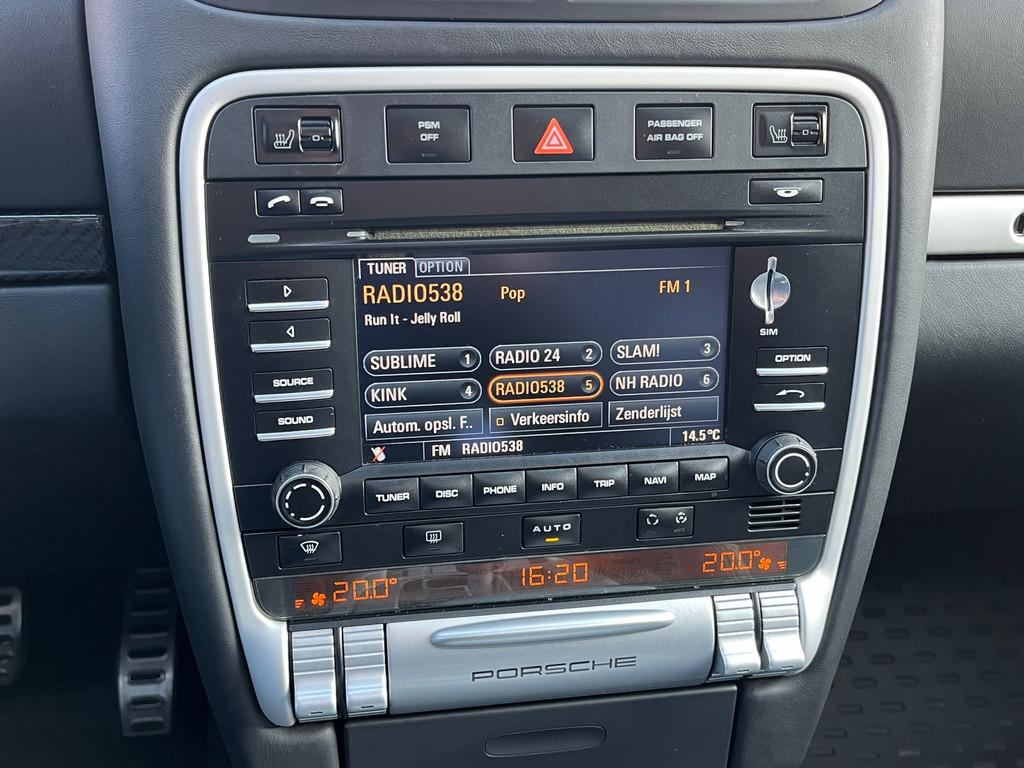 PSM
OFF
PASSENGER
AIR BAG OFF
TUNER OPTION
RADIO538 Pop FM 1
Run It - Jelly Roll
SUBLIME 1 RADIO 24 2 SLAM! 3
KINK 4 RADIO538 5 NH RADIO 6
Autom. opsl. F.. Verkeersinfo Zenderlijst
FM RADIO538 14.5°C
SOURCE
SOUND
SIM
OPTION
TUNER DISC PHONE INFO TRIP NAVI MAP
AUTO
20.0° 16:20 20.0°
PORSCHE